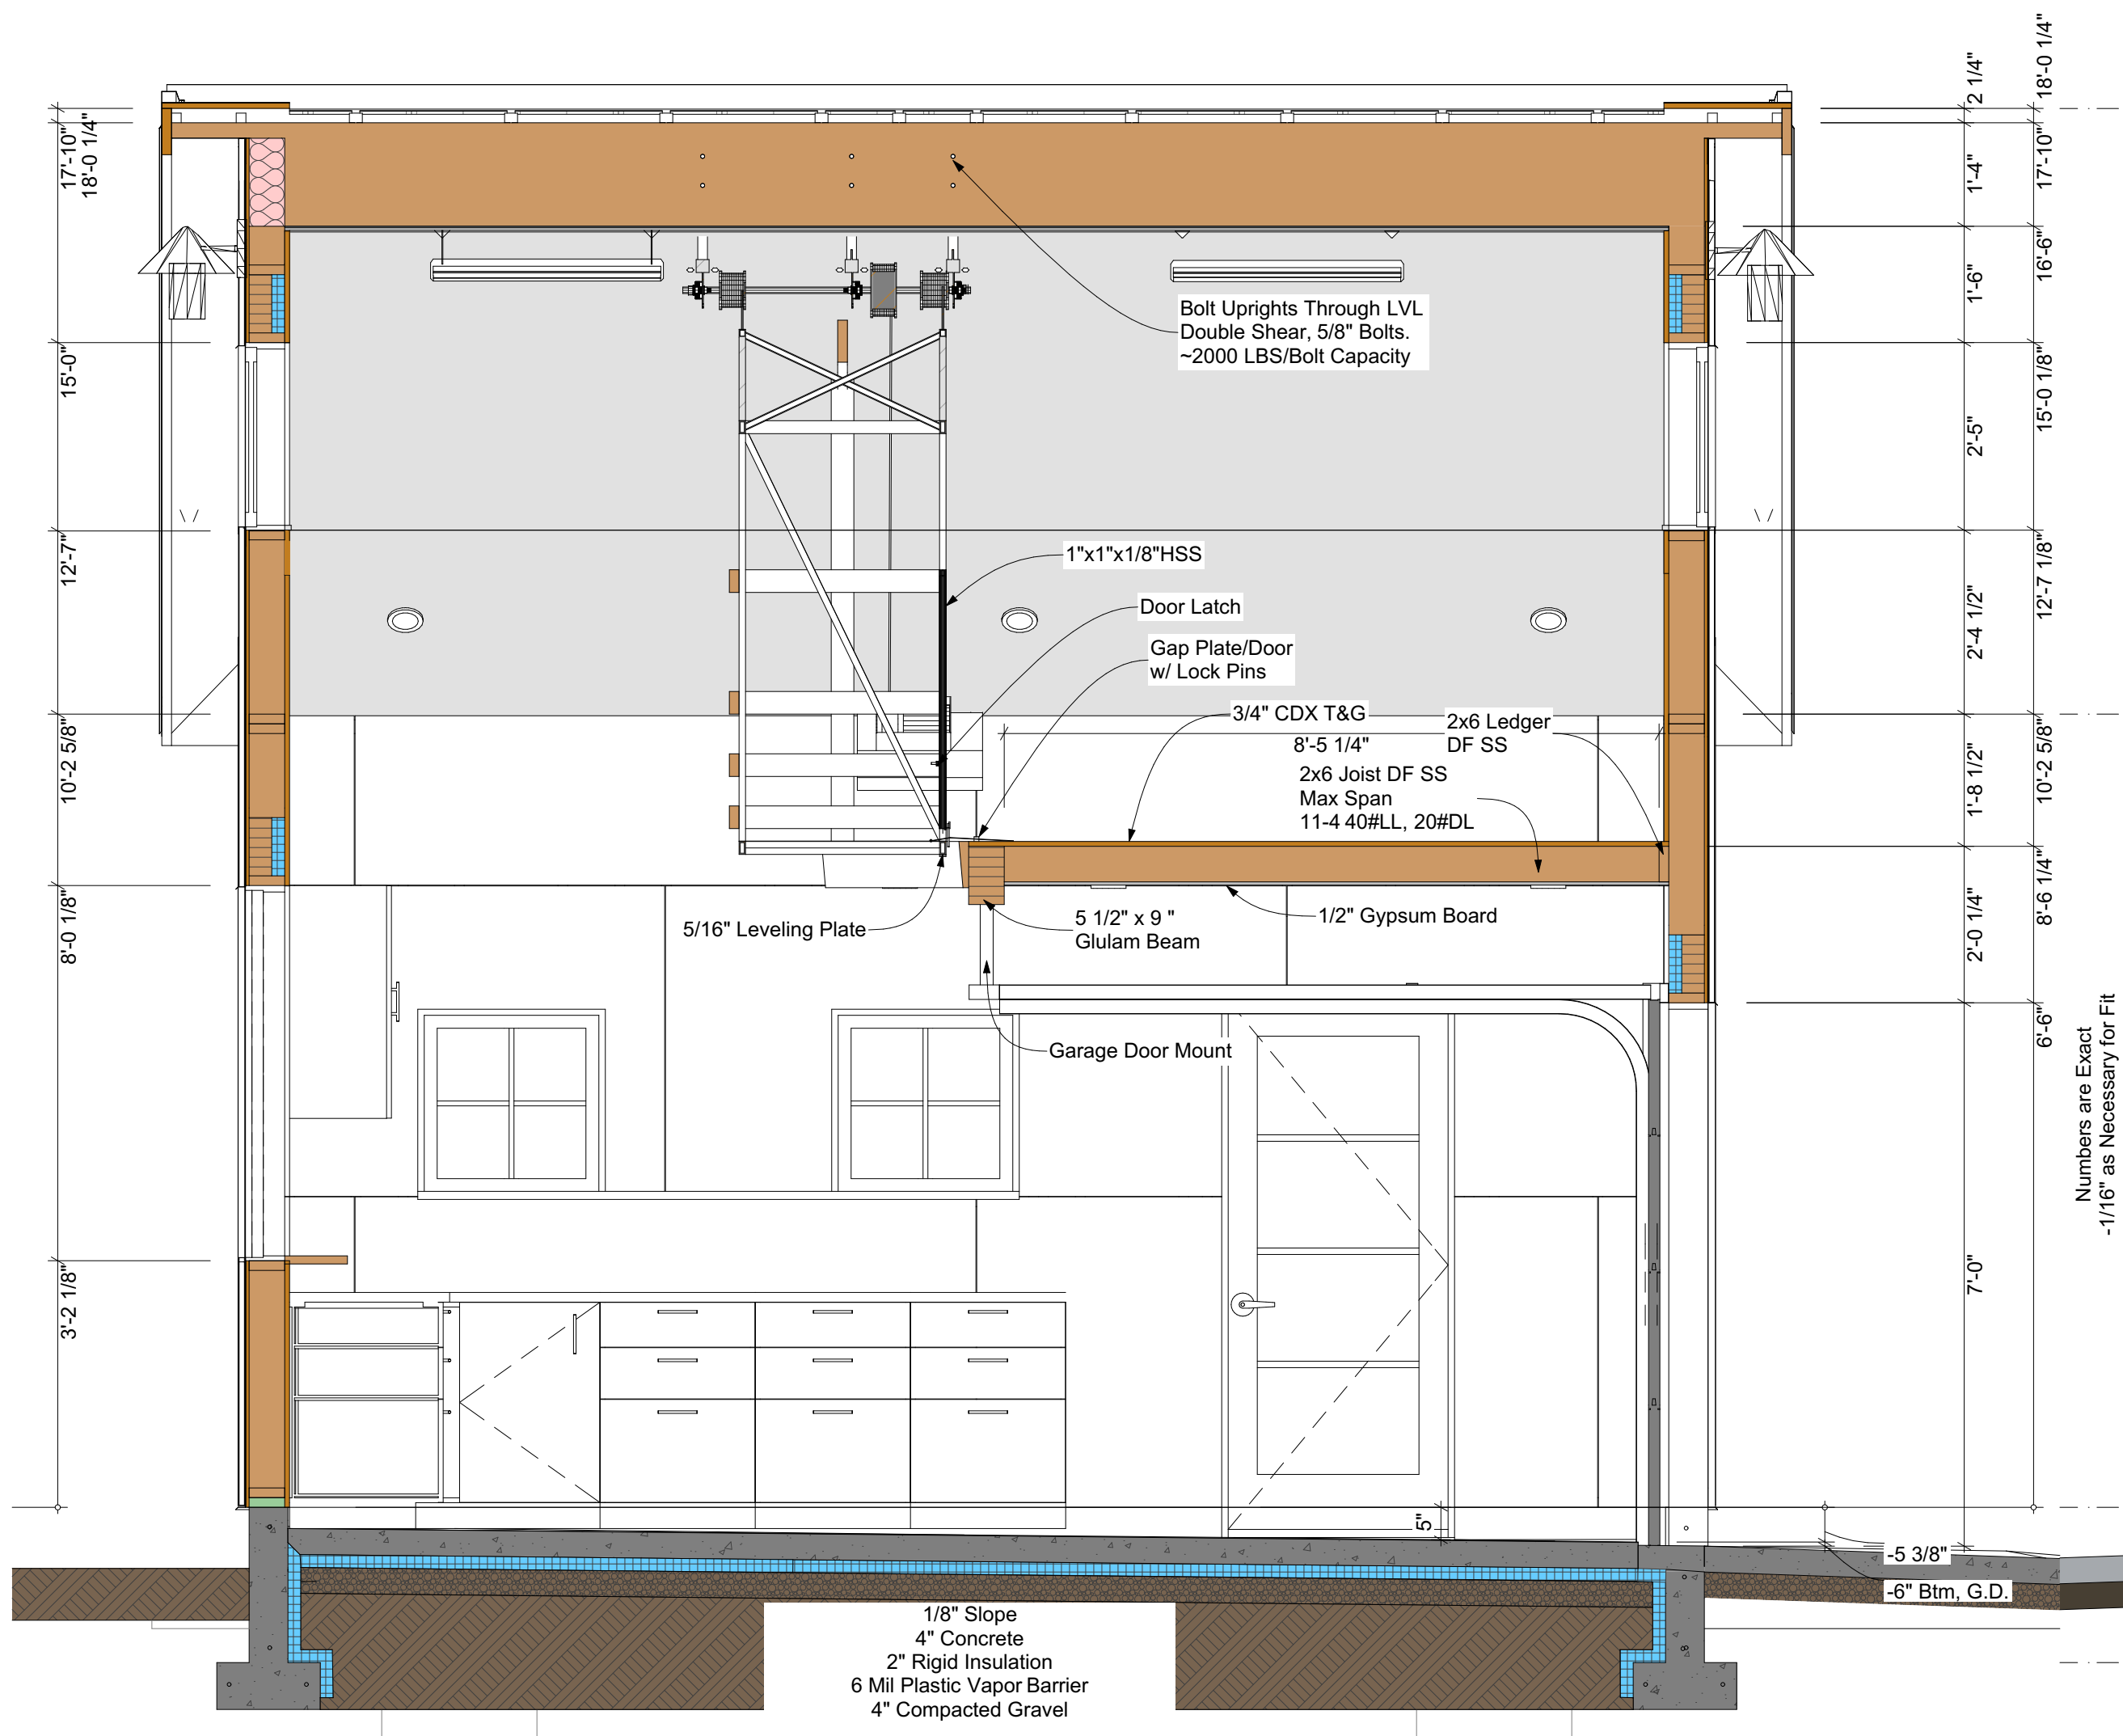 18'-0 1/4"
2 1/4"
17'-10"
18'-0 1/4"
1'-4"
17'-10"
16'-6"
1'-6"
Bolt Uprights Through LVL
Double Shear, 5/8" Bolts.
~2000 LBS/Bolt Capacity
15'-0"
15'-0 1/8"
2'-5"
12'-7"
12'-7 1/8"
1"x1"x1/8"HSS
Door Latch
2'-4 1/2"
Gap Plate/Door
w/ Lock Pins
3/4" CDX T&G
2x6 Ledger
DF SS
8'-5 1/4"
2x6 Joist DF SS
Max Span
11-4 40#LL, 20#DL
10'-2 5/8"
1'-8 1/2"
10'-2 5/8"
8'-6 1/4"
8'-0 1/8"
5/16" Leveling Plate
5 1/2" x 9 "
Glulam Beam
1/2" Gypsum Board
2'-0 1/4"
6'-6"
Garage Door Mount
Numbers are Exact
-1/16" as Necessary for Fit
3'-2 1/8"
7'-0"
5"
-5 3/8"
-6" Btm, G.D.
1/8" Slope
4" Concrete
2" Rigid Insulation
6 Mil Plastic Vapor Barrier
4" Compacted Gravel